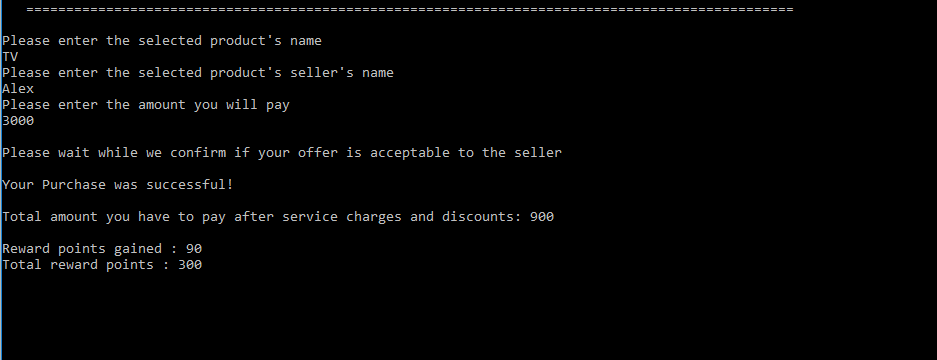 ================================================================================================
Please enter the selected product's name
TV
Please enter the selected product's seller's name
Alex
Please enter the amount you will pay
3000
Please wait while we confirm if your offer is acceptable to the seller
Your Purchase was successful!
Total amount you have to pay after service charges and discounts: 900
Reward points gained : 90
Total reward points : 300